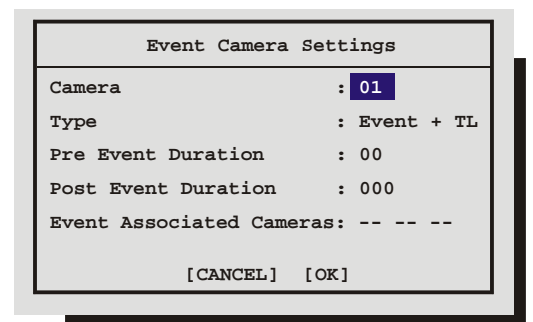 Event Camera Settings
Camera : 01
Type : Event + TL
Pre Event Duration : 00
Post Event Duration : 000
Event Associated Cameras: -- -- --
[CANCEL] [OK]